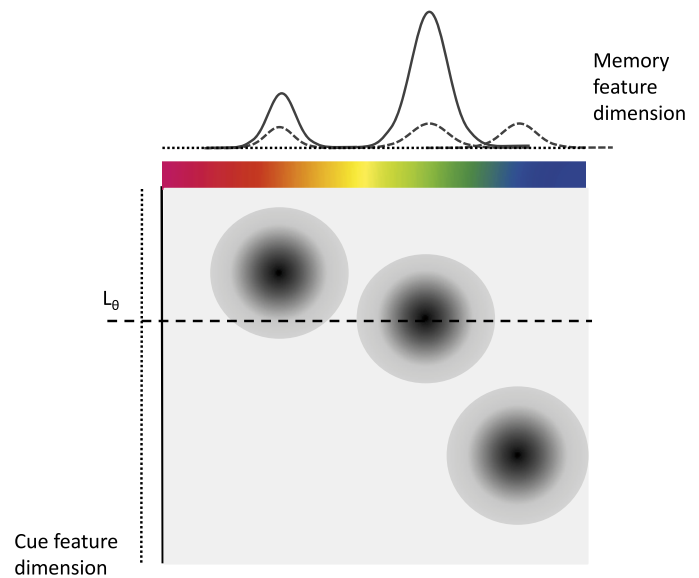 Memory
feature
dimension
Lθ
Cue feature
dimension